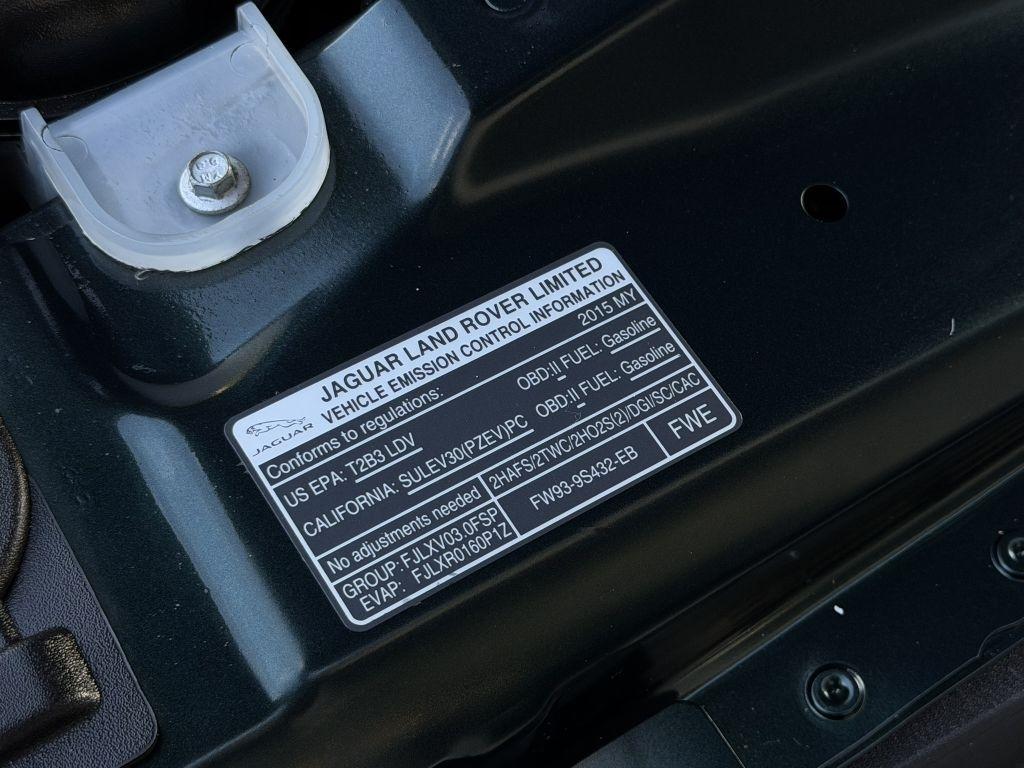 JAGUAR LAND ROVER LIMITED
VEHICLE EMISSION CONTROL INFORMATION
JAGUAR
Conforms to regulations: 2015 MY
US EPA: T2B3 LDV OBD:II FUEL: Gasoline
CALIFORNIA: SULEV30(PZEV)PC OBD:II FUEL: Gasoline
No adjustments needed 2HAFS/2TWC/2HO2S(2)/DGI/SC/CAC
GROUP: FJLXV03.0FSP FW93-9S432-EB FWE
EVAP: FJLXR0160P1Z